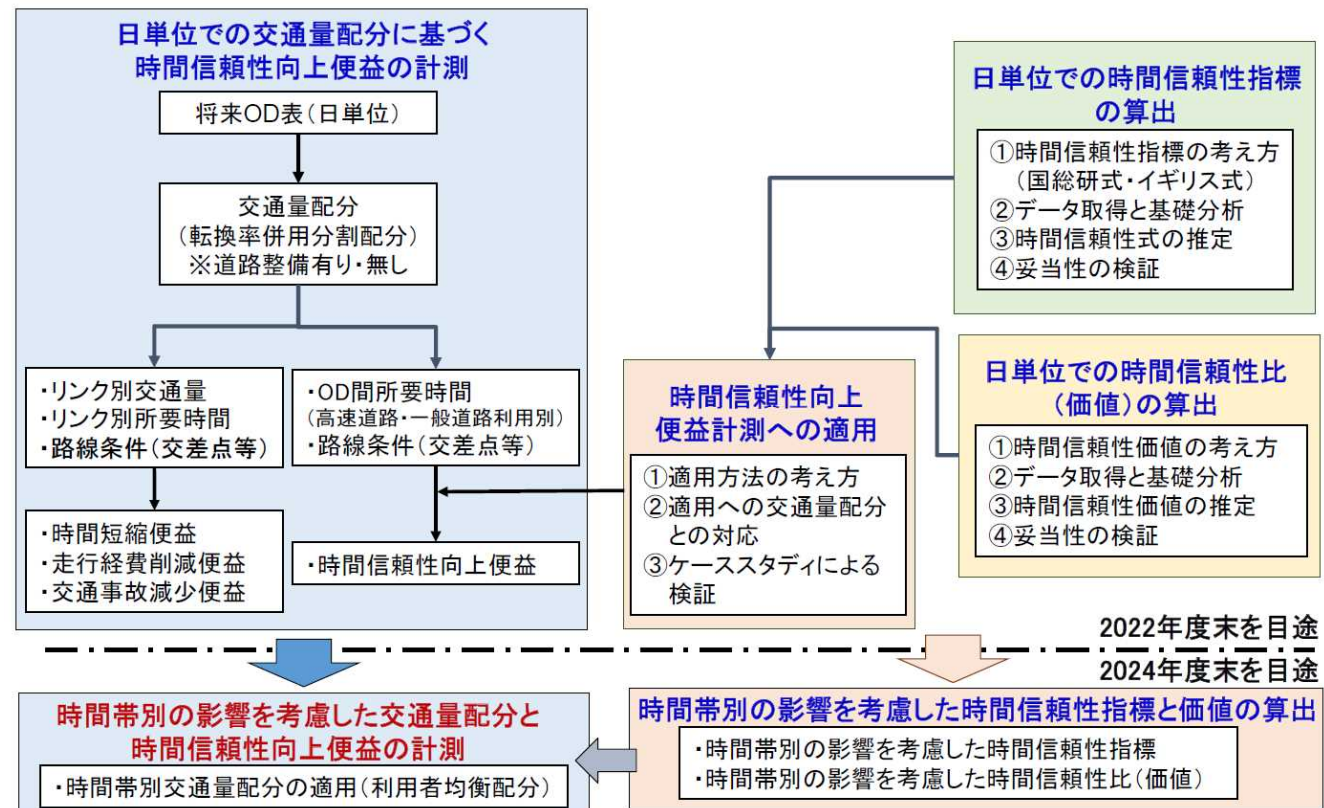 日単位での交通量配分に基づく
時間信頼性向上便益の計測
将来OD表(日単位)
交通量配分
(転換率併用分割配分)
※道路整備有り・無し
・リンク別交通量
・リンク別所要時間
・路線条件(交差点等)
・OD間所要時間
(高速道路・一般道路利用別)
・路線条件(交差点等)
・時間短縮便益
・走行経費削減便益
・交通事故減少便益
・時間信頼性向上便益
時間信頼性向上
便益計測への適用
①適用方法の考え方
②適用への交通量配分
との対応
③ケーススタディによる
検証
日単位での時間信頼性指標
の算出
①時間信頼性指標の考え方
(国総研式・イギリス式)
②データ取得と基礎分析
③時間信頼性式の推定
④妥当性の検証
日単位での時間信頼性比
(価値)の算出
①時間信頼性価値の考え方
②データ取得と基礎分析
③時間信頼性価値の推定
④妥当性の検証
2022年度末を目途
2024年度末を目途
時間帯別の影響を考慮した交通量配分と
時間信頼性向上便益の計測
・時間帯別交通量配分の適用(利用者均衡配分)
時間帯別の影響を考慮した時間信頼性指標と価値の算出
・時間帯別の影響を考慮した時間信頼性指標
・時間帯別の影響を考慮した時間信頼性比(価値)